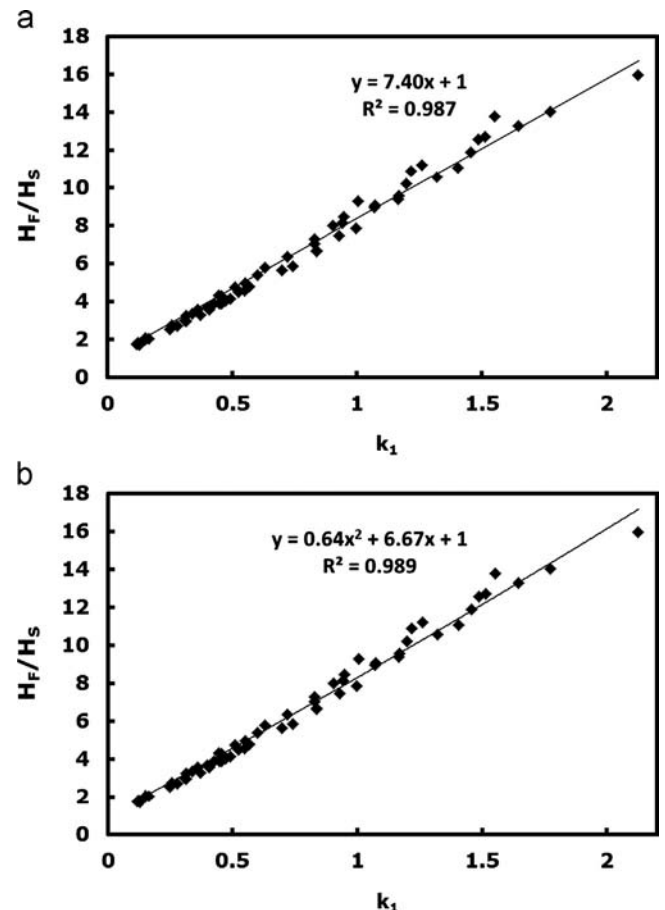 a
18
16
14
12
10
8
6
4
2
0
H_F/H_S
y = 7.40x + 1
R² = 0.987
0 0.5 1 1.5 2
k₁
b
18
16
14
12
10
8
6
4
2
0
H_F/H_S
y = 0.64x² + 6.67x + 1
R² = 0.989
0 0.5 1 1.5 2
k₁